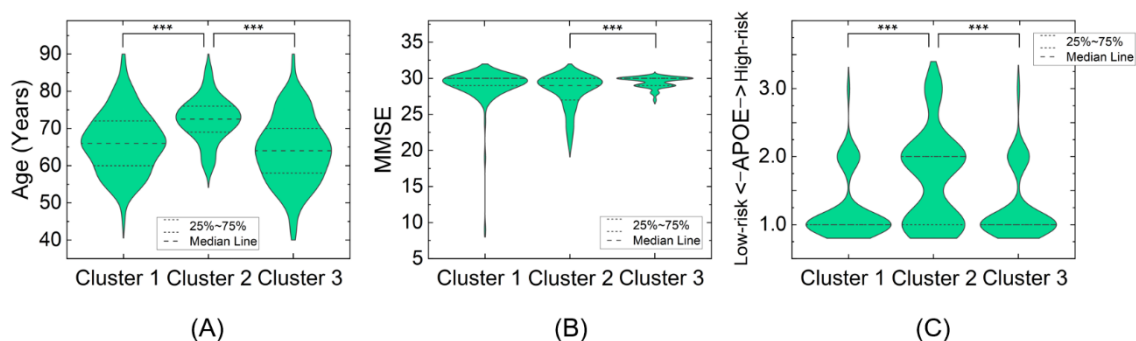 ***
***
Age (Years)
90
80
70
60
50
40
25%~75%
Median Line
Cluster 1 Cluster 2 Cluster 3
(A)
***
MMSE
35
30
25
20
15
10
5
25%~75%
Median Line
Cluster 1 Cluster 2 Cluster 3
(B)
***
***
Low-risk <-APOE-> High-risk
3.0
2.0
1.0
25%~75%
Median Line
Cluster 1 Cluster 2 Cluster 3
(C)